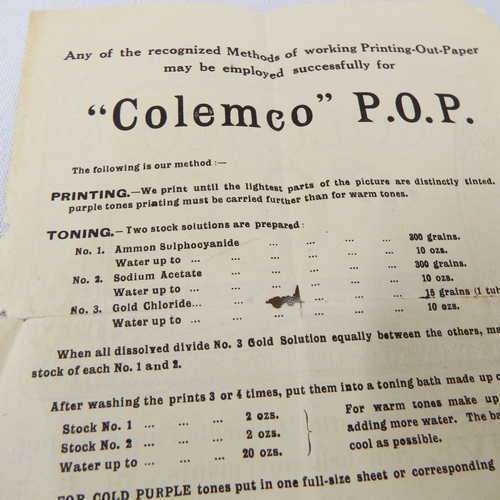 Any of the recognized Methods of working Printing-Out-Paper
may be employed successfully for
"Colemco" P.O.P.
The following is our method :—
PRINTING.—We print until the lightest parts of the picture are distinctly tinted.
purple tones printing must be carried further than for warm tones.
TONING.—Two stock solutions are prepared:
No. 1. Ammon Sulphocyanide ... ... ... ... 300 grains.
Water up to ... ... ... ... ... 10 ozs.
No. 2. Sodium Acetate ... ... ... ... 300 grains.
Water up to ... ... ... ... ... 10 ozs.
No. 3. Gold Chloride... ... ... ... 15 grains (1 tub
Water up to ... ... ... ... ... 10 ozs.
When all dissolved divide No. 3 Gold Solution equally between the others, ma
stock of each No. 1 and 2.
After washing the prints 3 or 4 times, put them into a toning bath made up o
Stock No. 1 ... ... ... 2 ozs.
Stock No. 2 ... ... ... 2 ozs.
Water up to ... ... ... 20 ozs.
For warm tones make up
adding more water. The ba
cool as possible.
FOR COLD PURPLE tones put in one full-size sheet or corresponding